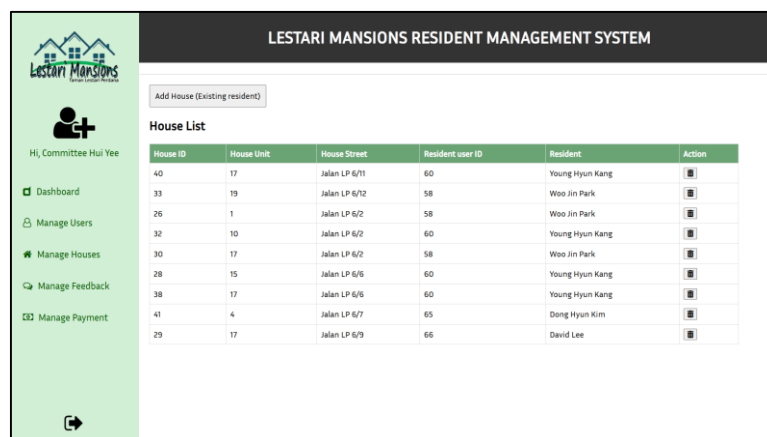 LESTARI MANSIONS RESIDENT MANAGEMENT SYSTEM
Lestari Mansions
Taman Lestari Perdana
Hi, Committee Hui Yee
Dashboard
Manage Users
Manage Houses
Manage Feedback
Manage Payment
Add House (Existing resident)
House List
House ID House Unit House Street Resident user ID Resident Action
40 17 Jalan LP 6/11 60 Young Hyun Kang
33 19 Jalan LP 6/12 58 Woo Jin Park
26 1 Jalan LP 6/2 58 Woo Jin Park
32 10 Jalan LP 6/2 60 Young Hyun Kang
30 17 Jalan LP 6/2 58 Woo Jin Park
28 15 Jalan LP 6/6 60 Young Hyun Kang
38 17 Jalan LP 6/6 60 Young Hyun Kang
41 4 Jalan LP 6/7 65 Dong Hyun Kim
29 17 Jalan LP 6/9 66 David Lee